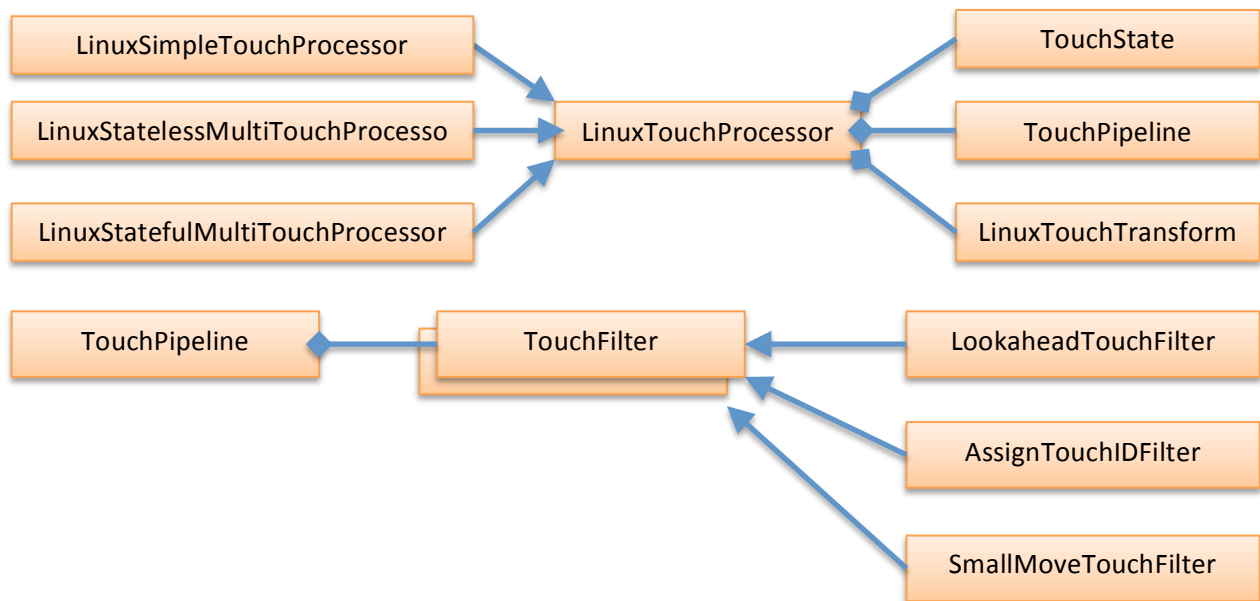 LinuxSimpleTouchProcessor
TouchState
LinuxStatelessMultiTouchProcesso
LinuxTouchProcessor
TouchPipeline
LinuxStatefulMultiTouchProcessor
LinuxTouchTransform
TouchPipeline
TouchFilter
LookaheadTouchFilter
AssignTouchIDFilter
SmallMoveTouchFilter